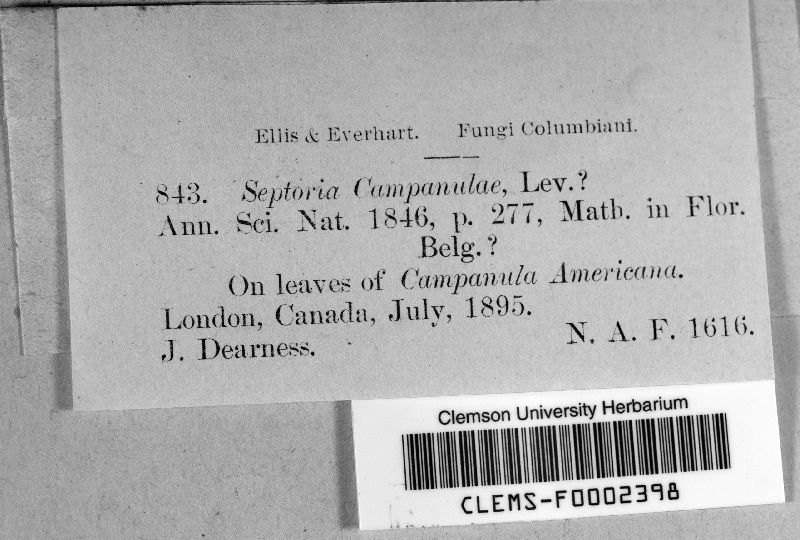 Ellis & Everhart. Fungi Columbiani.
843. Septoria Campanulae, Lev.?
Ann. Sci. Nat. 1846, p. 277, Math. in Flor.
Belg.?
On leaves of Campanula Americana.
London, Canada, July, 1895.
J. Dearness. N. A. F. 1616.
Clemson University Herbarium
CLEMS-F0002398